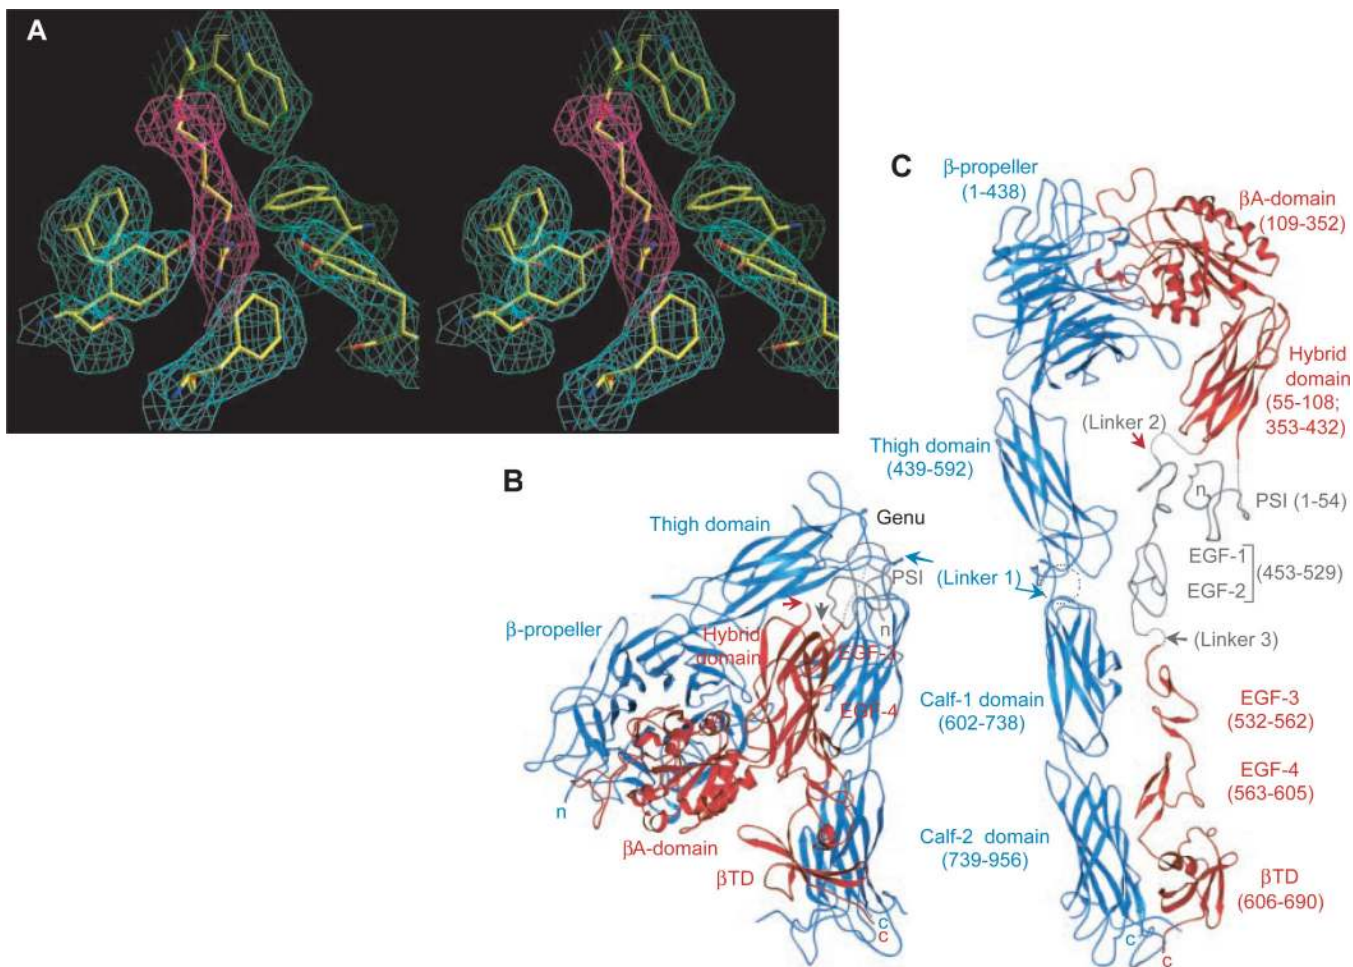 A
B
Thigh domain
Genu
PSI
(Linker 1)
n
β-propeller
Hybrid
domain
EGF-3
EGF-4
n
βA-domain
βTD
c
c
C
β-propeller
(1-438)
βA-domain
(109-352)
Hybrid
domain
(55-108;
353-432)
(Linker 2)
Thigh domain
(439-592)
n
PSI (1-54)
EGF-1
EGF-2
(453-529)
(Linker 3)
Calf-1 domain
(602-738)
EGF-3
(532-562)
EGF-4
(563-605)
Calf-2 domain
(739-956)
βTD
(606-690)
c
c